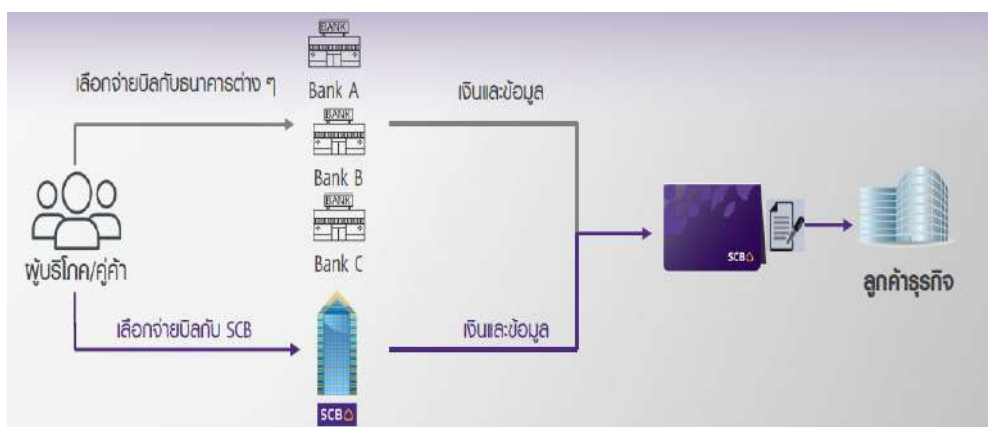 BANK
เลือกจ่ายบิลกับธนาคารต่าง ๆ
Bank A
เงินและข้อมูล
BANK
Bank B
BANK
Bank C
ผู้บริโภค/คู่ค้า
SCB
ลูกค้าธุรกิจ
เลือกจ่ายบิลกับ SCB
เงินและข้อมูล
SCB